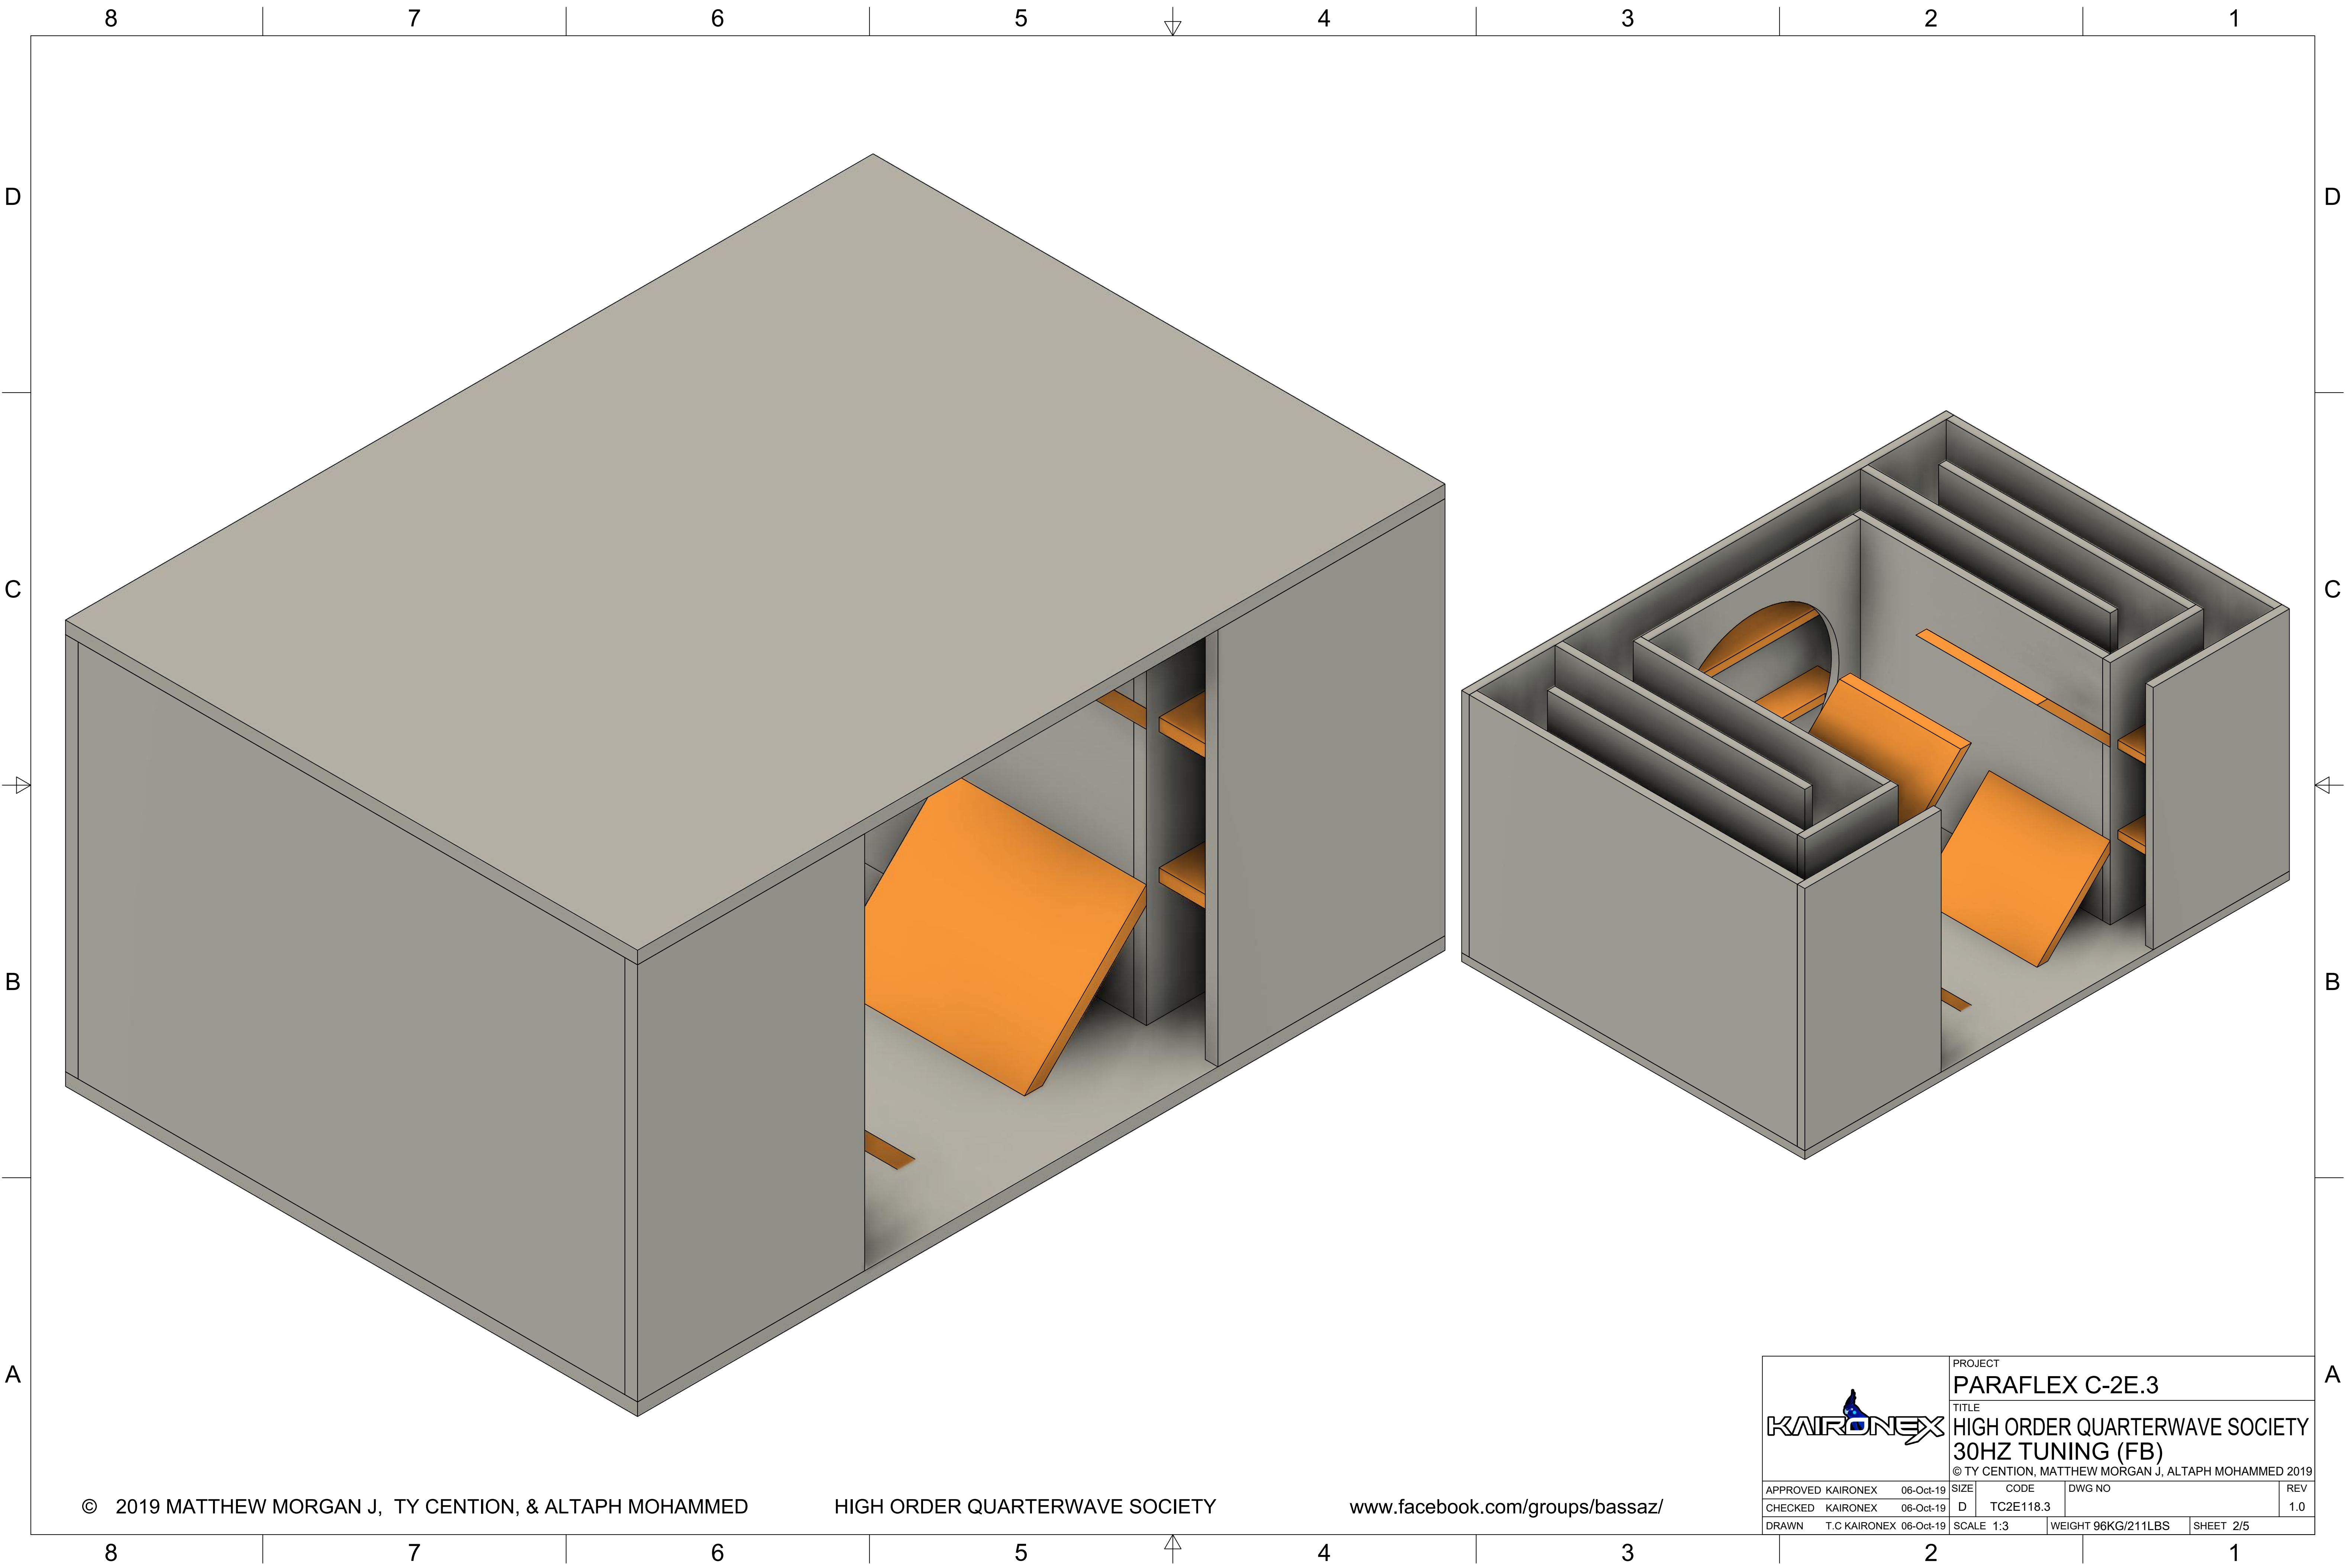 8 7 6 5 4 3 2 1
D D
C C
B B
A A
KAIRONEX
PROJECT
PARAFLEX C-2E.3
TITLE
HIGH ORDER QUARTERWAVE SOCIETY
30HZ TUNING (FB)
© TY CENTION, MATTHEW MORGAN J, ALTAPH MOHAMMED 2019
APPROVED KAIRONEX 06-Oct-19 SIZE CODE DWG NO REV
CHECKED KAIRONEX 06-Oct-19 D TC2E118.3 1.0
DRAWN T.C KAIRONEX 06-Oct-19 SCALE 1:3 WEIGHT 96KG/211LBS SHEET 2/5
© 2019 MATTHEW MORGAN J, TY CENTION, & ALTAPH MOHAMMED HIGH ORDER QUARTERWAVE SOCIETY www.facebook.com/groups/bassaz/
8 7 6 5 4 3 2 1